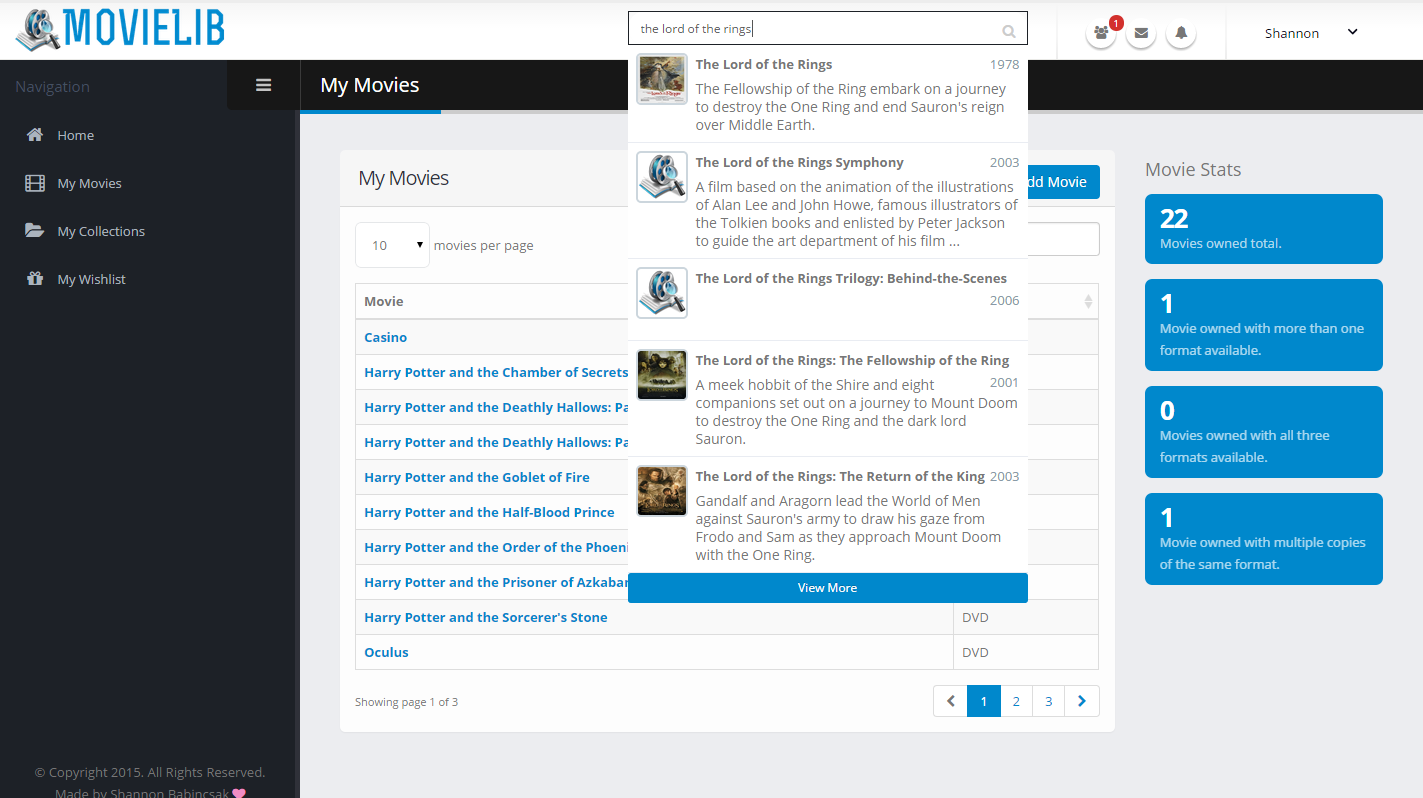 MOVIELIB
the lord of the rings
1
Shannon
Navigation
Home
My Movies
My Collections
My Wishlist
© Copyright 2015. All Rights Reserved.
Made by Shannon Babincsak
My Movies
The Lord of the Rings 1978
The Fellowship of the Ring embark on a journey
to destroy the One Ring and end Sauron's reign
over Middle Earth.
The Lord of the Rings Symphony 2003
A film based on the animation of the illustrations
of Alan Lee and John Howe, famous illustrators of
the Tolkien books and enlisted by Peter Jackson
to guide the art department of his film ...
The Lord of the Rings Trilogy: Behind-the-Scenes
2006
The Lord of the Rings: The Fellowship of the Ring
2001
A meek hobbit of the Shire and eight
companions set out on a journey to Mount Doom
to destroy the One Ring and the dark lord
Sauron.
The Lord of the Rings: The Return of the King 2003
Gandalf and Aragorn lead the World of Men
against Sauron's army to draw his gaze from
Frodo and Sam as they approach Mount Doom
with the One Ring.
View More
My Movies
dd Movie
10 movies per page
Movie
Casino
Harry Potter and the Chamber of Secrets
Harry Potter and the Deathly Hallows: Pa
Harry Potter and the Deathly Hallows: Pa
Harry Potter and the Goblet of Fire
Harry Potter and the Half-Blood Prince
Harry Potter and the Order of the Phoeni
Harry Potter and the Prisoner of Azkaban
Harry Potter and the Sorcerer's Stone DVD
Oculus DVD
Showing page 1 of 3
1 2 3
Movie Stats
22
Movies owned total.
1
Movie owned with more than one
format available.
0
Movies owned with all three
formats available.
1
Movie owned with multiple copies
of the same format.